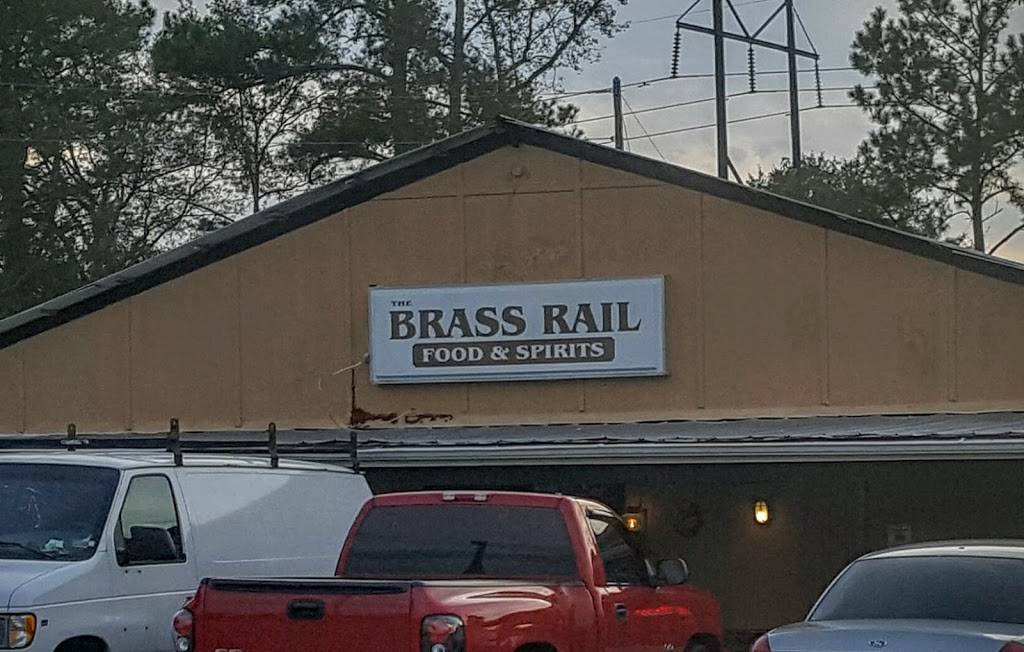 THE
BRASS RAIL
FOOD & SPIRITS